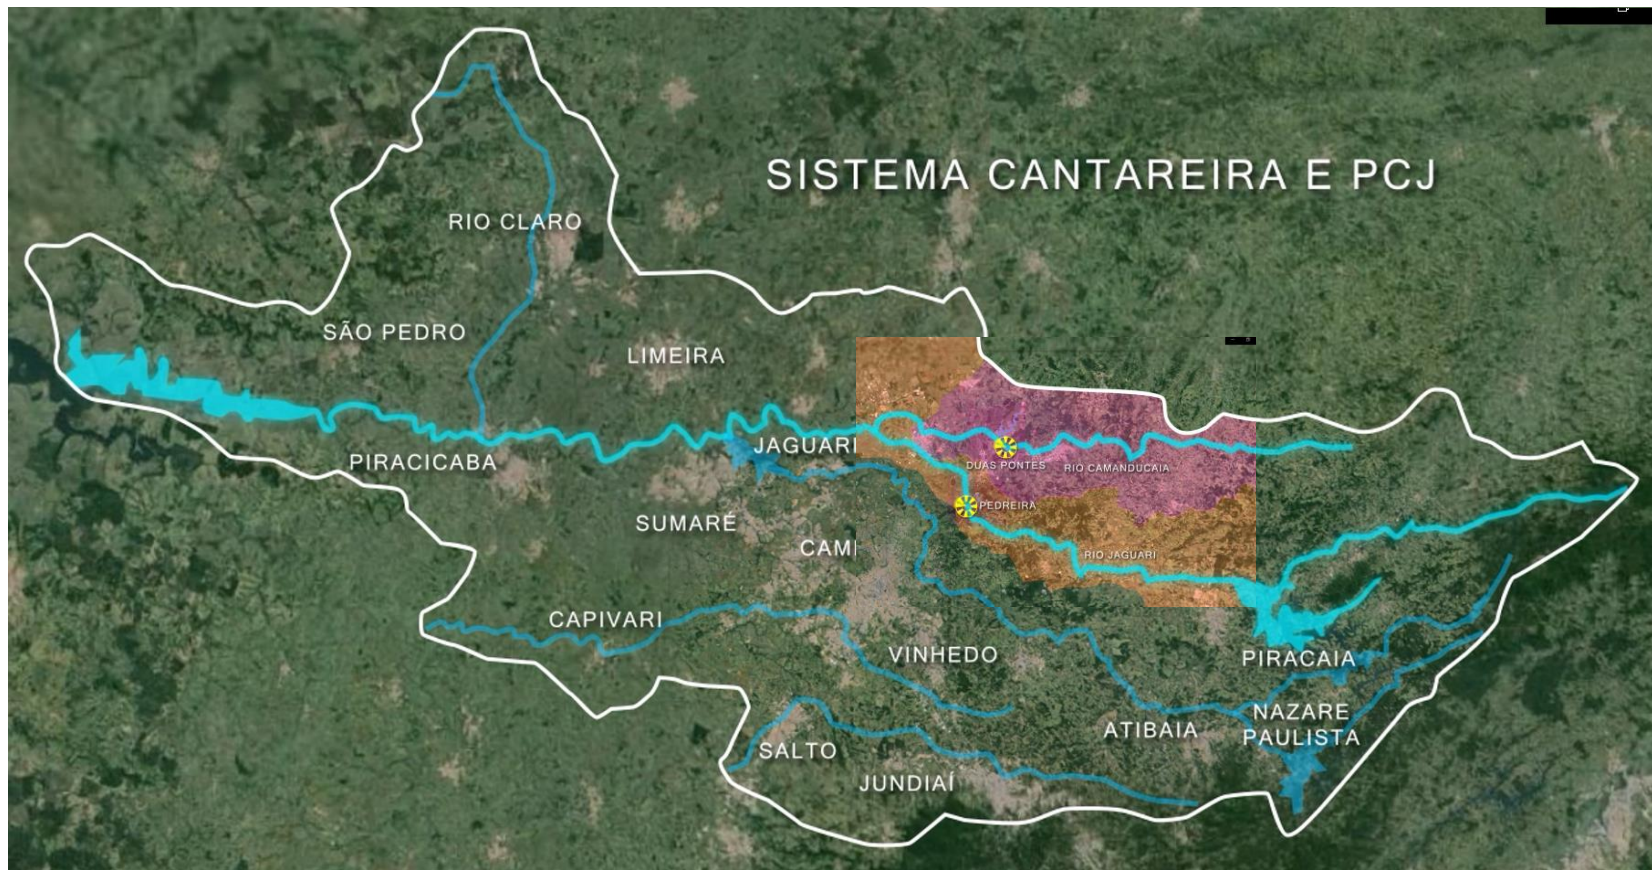 SISTEMA CANTAREIRA E PCJ
RIO CLARO
SÃO PEDRO
LIMEIRA
JAGUARI
PIRACICABA
DUAS PONTES
RIO CAMANDUCAIA
PEDREIRA
SUMARÉ
CAMI
RIO JAGUARÍ
CAPIVARI
VINHEDO
PIRACAIA
NAZARE
PAULISTA
ATIBAIA
SALTO
JUNDIAÍ